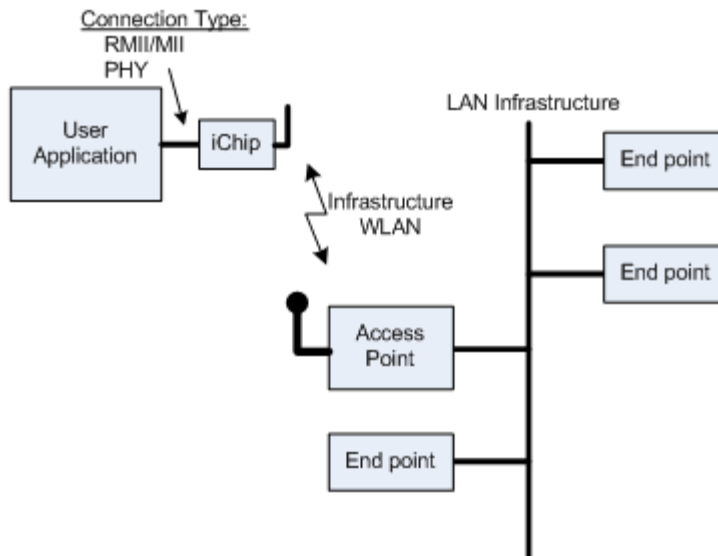 Connection Type:
RMII/MII
PHY
User
Application
iChip
LAN Infrastructure
End point
Infrastructure
WLAN
End point
Access
Point
End point